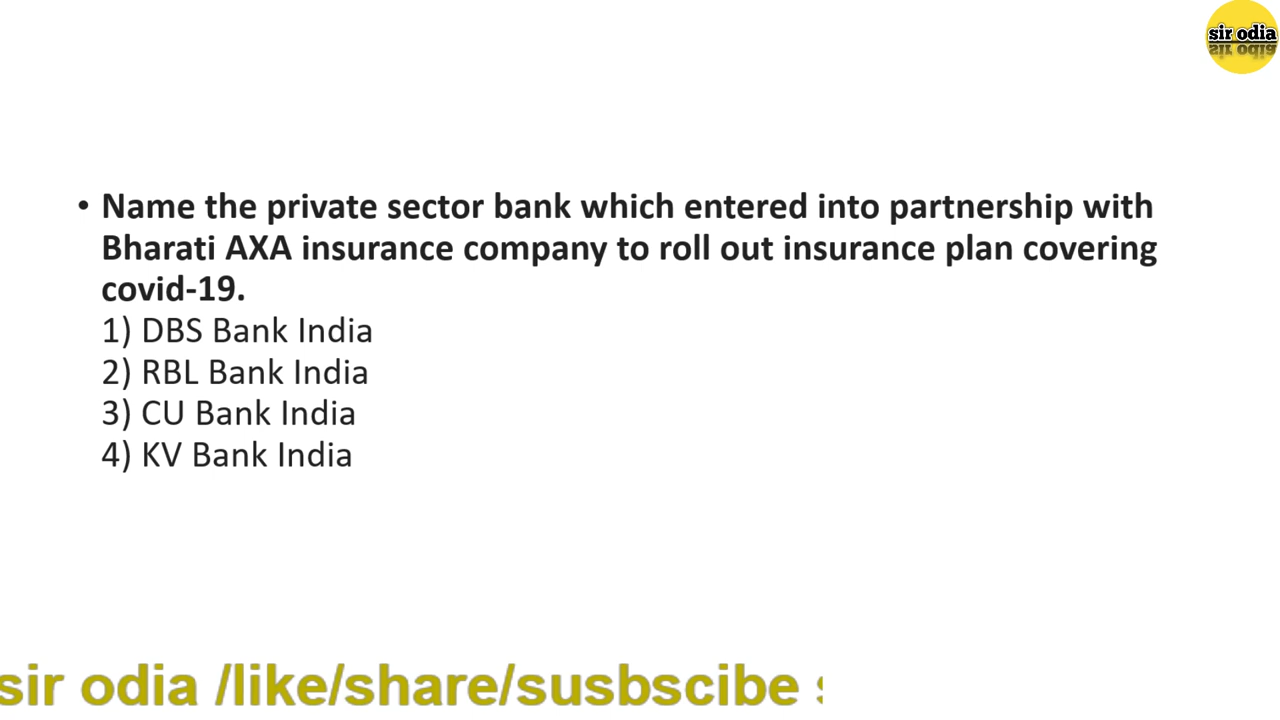 sir odia
• Name the private sector bank which entered into partnership with
Bharati AXA insurance company to roll out insurance plan covering
covid-19.
1) DBS Bank India
2) RBL Bank India
3) CU Bank India
4) KV Bank India
sir odia /like/share/susbscibe